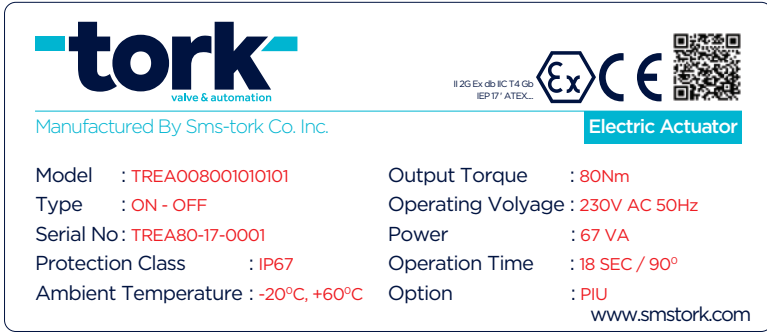 tork
valve & automation
II 2G Ex db IIC T4 Gb
IEP 17' ATEX....
Ex CE
Manufactured By Sms-tork Co. Inc.
Electric Actuator
Model : TREA008001010101
Output Torque : 80Nm
Type : ON - OFF
Operating Volyage : 230V AC 50Hz
Serial No : TREA80-17-0001
Power : 67 VA
Protection Class : IP67
Operation Time : 18 SEC / 90⁰
Ambient Temperature : -20⁰C, +60⁰C
Option : PIU
www.smstork.com